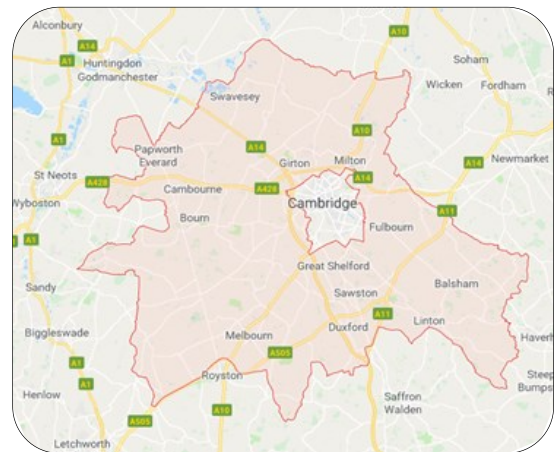 Alconbury
A14
A10
A1
Huntingdon
Godmanchester
Soham
Wicken
Fordham
Swavesey
A1
A14
A10
Papworth
Everard
Girton
Milton
A14
Newmarket
St Neots
A428
Cambourne
A428
A14
Wyboston
Bourn
Cambridge
A11
A1
Fulbourn
Great Shelford
Sandy
Sawston
Balsham
A11
Linton
Biggleswade
Melbourn
Duxford
A505
Haverh
A1
Royston
Steep
Bumps
A1
Henlow
A505
A10
Saffron
Walden
Letchworth